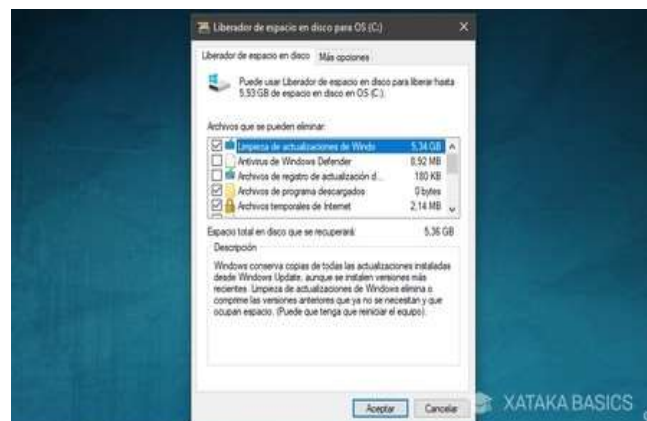 Liberador de espacio en disco para OS (C:)
Liberador de espacio en disco Más opciones
Puede usar Liberador de espacio en disco para liberar hasta
5,93 GB de espacio en disco en OS (C:).
Archivos que se pueden eliminar:
Limpieza de actualizaciones de Windo 5,34 GB
Antivirus de Windows Defender 8,92 MB
Archivos de registro de actualización d... 180 KB
Archivos de programa descargados 0 bytes
Archivos temporales de Internet 2,14 MB
Espacio total en disco que se recuperará: 5,36 GB
Descripción
Windows conserva copias de todas las actualizaciones instaladas
desde Windows Update, aunque se instalen versiones más
recientes. Limpieza de actualizaciones de Windows elimina o
comprime las versiones anteriores que ya no se necesitan y que
ocupan espacio. (Puede que tenga que reiniciar el equipo).
Aceptar Cancelar
XATAKA BASICS